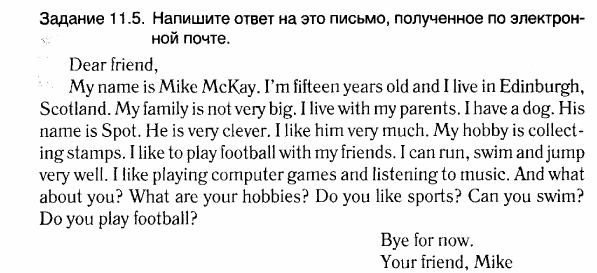 Задание 11.5. Напишите ответ на это письмо, полученное по электрон-
ной почте.
Dear friend,
My name is Mike McKay. I'm fifteen years old and I live in Edinburgh,
Scotland. My family is not very big. I live with my parents. I have a dog. His
name is Spot. He is very clever. I like him very much. My hobby is collect-
ing stamps. I like to play football with my friends. I can run, swim and jump
very well. I like playing computer games and listening to music. And what
about you? What are your hobbies? Do you like sports? Can you swim?
Do you play football?
Bye for now.
Your friend, Mike